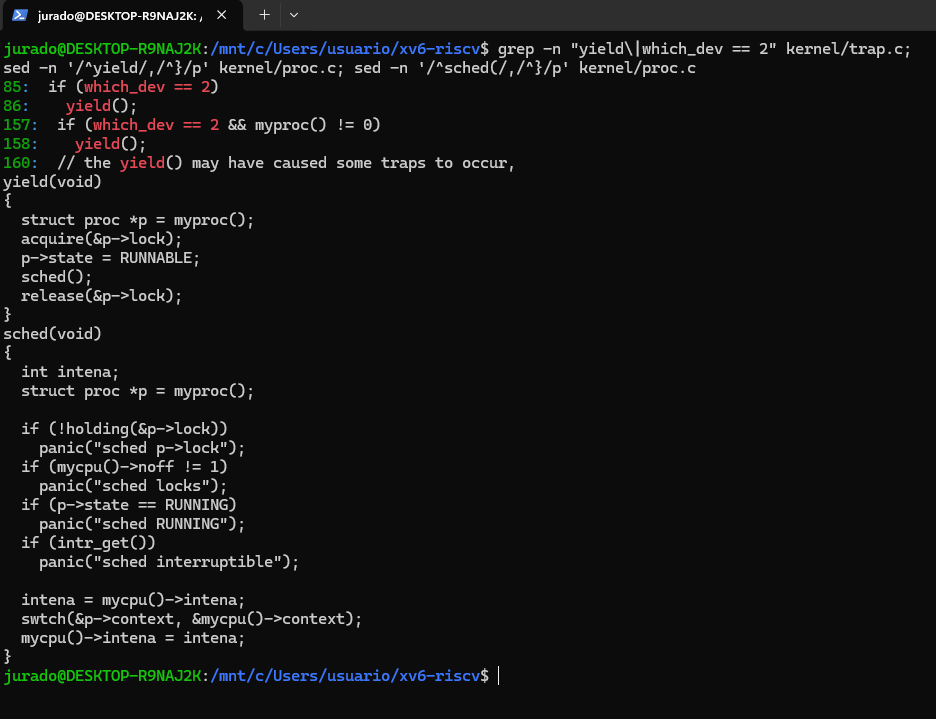 jurado@DESKTOP-R9NAJ2K: /
jurado@DESKTOP-R9NAJ2K:/mnt/c/Users/usuario/xv6-riscv$ grep -n "yield\|which_dev == 2" kernel/trap.c;
sed -n '/^yield/,/^}/p' kernel/proc.c; sed -n '/^sched(/,/^}/p' kernel/proc.c
85:  if (which_dev == 2)
86:    yield();
157:  if (which_dev == 2 && myproc() != 0)
158:    yield();
160:  // the yield() may have caused some traps to occur,
yield(void)
{
  struct proc *p = myproc();
  acquire(&p->lock);
  p->state = RUNNABLE;
  sched();
  release(&p->lock);
}
sched(void)
{
  int intena;
  struct proc *p = myproc();

  if (!holding(&p->lock))
    panic("sched p->lock");
  if (mycpu()->noff != 1)
    panic("sched locks");
  if (p->state == RUNNING)
    panic("sched RUNNING");
  if (intr_get())
    panic("sched interruptible");

  intena = mycpu()->intena;
  swtch(&p->context, &mycpu()->context);
  mycpu()->intena = intena;
}
jurado@DESKTOP-R9NAJ2K:/mnt/c/Users/usuario/xv6-riscv$